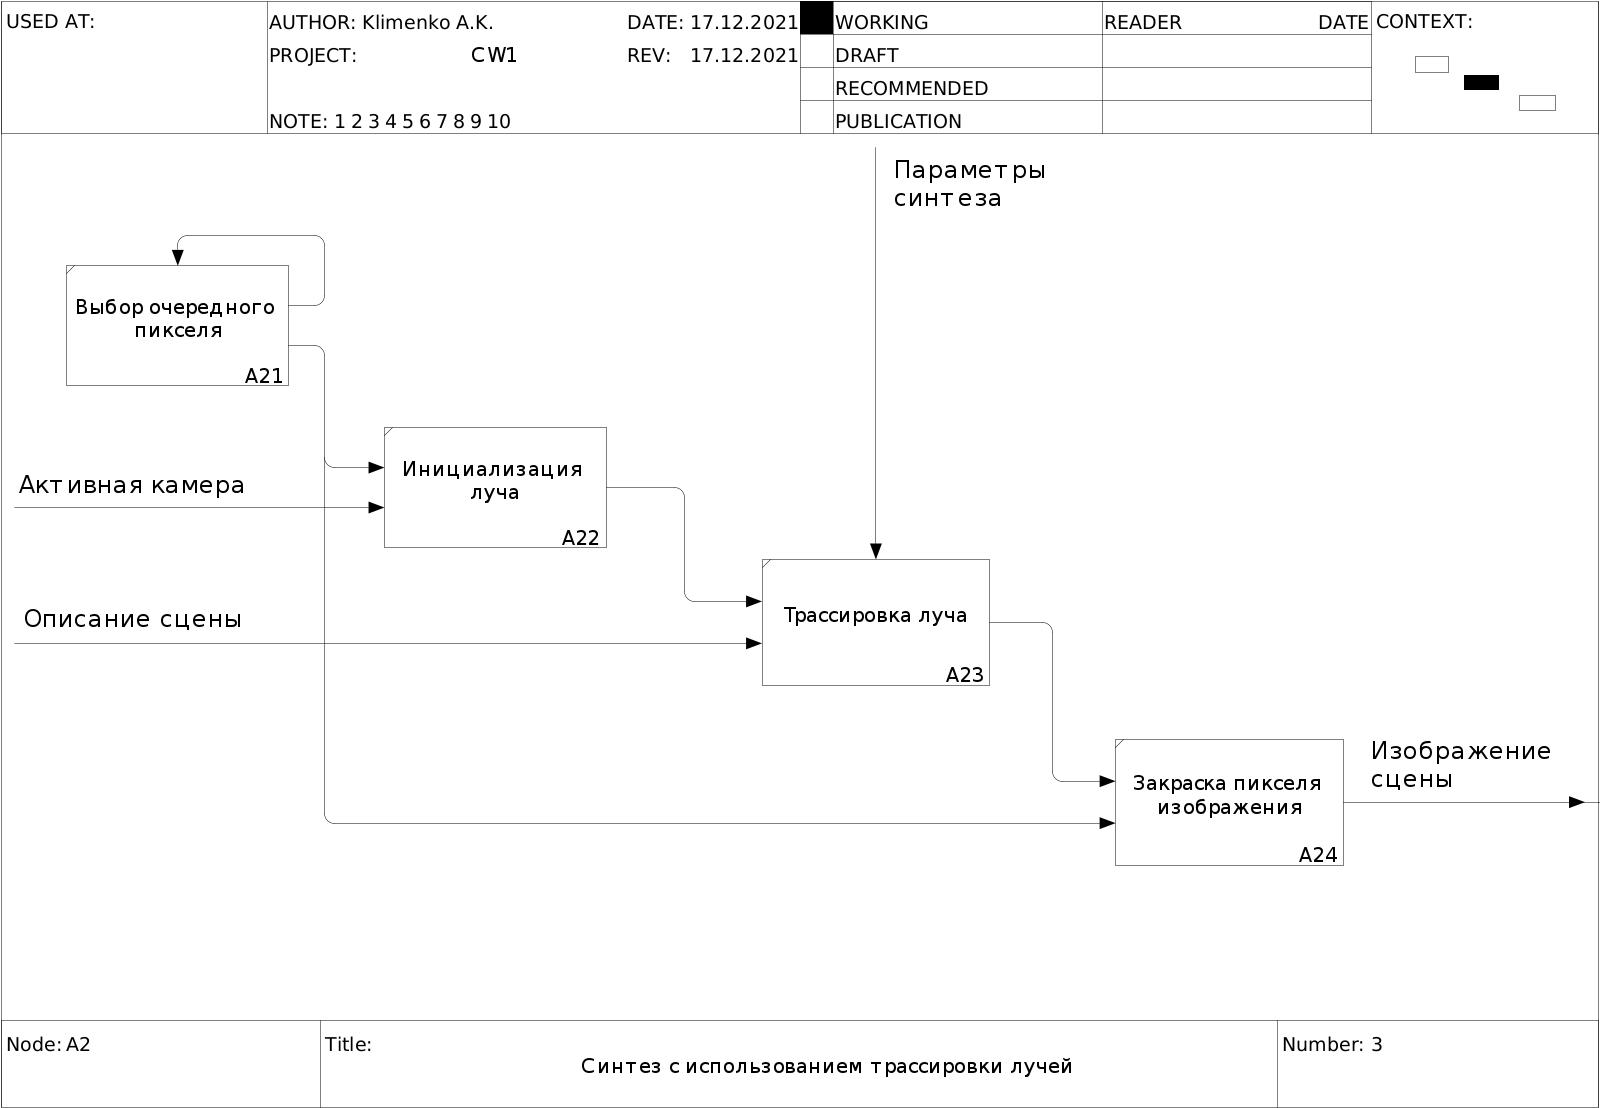 USED AT:
AUTHOR: Klimenko A.K.
DATE: 17.12.2021
WORKING
READER
DATE
CONTEXT:
PROJECT:
CW1
REV: 17.12.2021
DRAFT
RECOMMENDED
NOTE: 1 2 3 4 5 6 7 8 9 10
PUBLICATION
Параметры
синтеза
Выбор очередного
пикселя
A21
Активная камера
Инициализация
луча
A22
Описание сцены
Трассировка луча
A23
Закраска пикселя
изображения
A24
Изображение
сцены
Node: A2
Title:
Синтез с использованием трассировки лучей
Number: 3